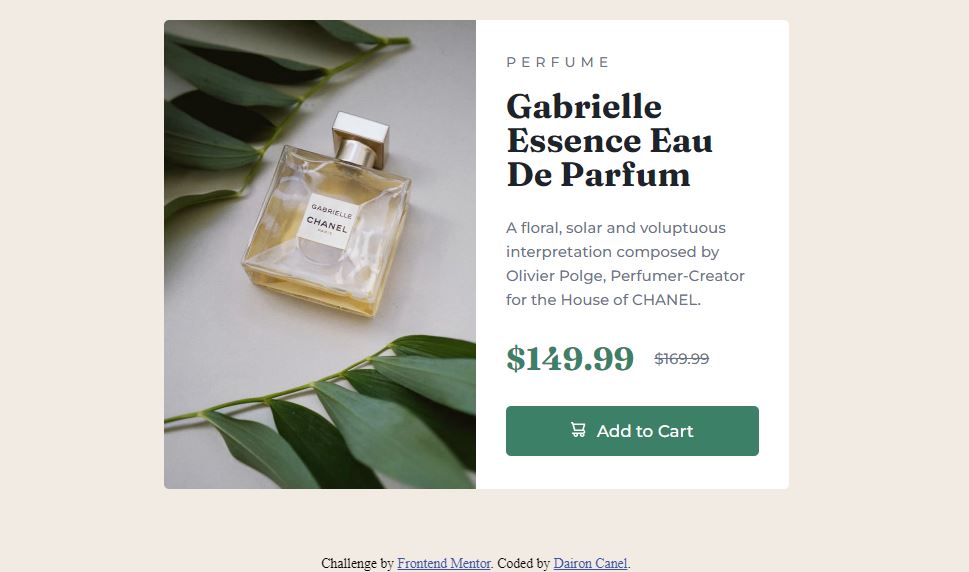 GABRIELLE
CHANEL
PARIS
PERFUME
Gabrielle
Essence Eau
De Parfum
A floral, solar and voluptuous
interpretation composed by
Olivier Polge, Perfumer-Creator
for the House of CHANEL.
$149.99 $169.99
Add to Cart
Challenge by Frontend Mentor. Coded by Dairon Canel.